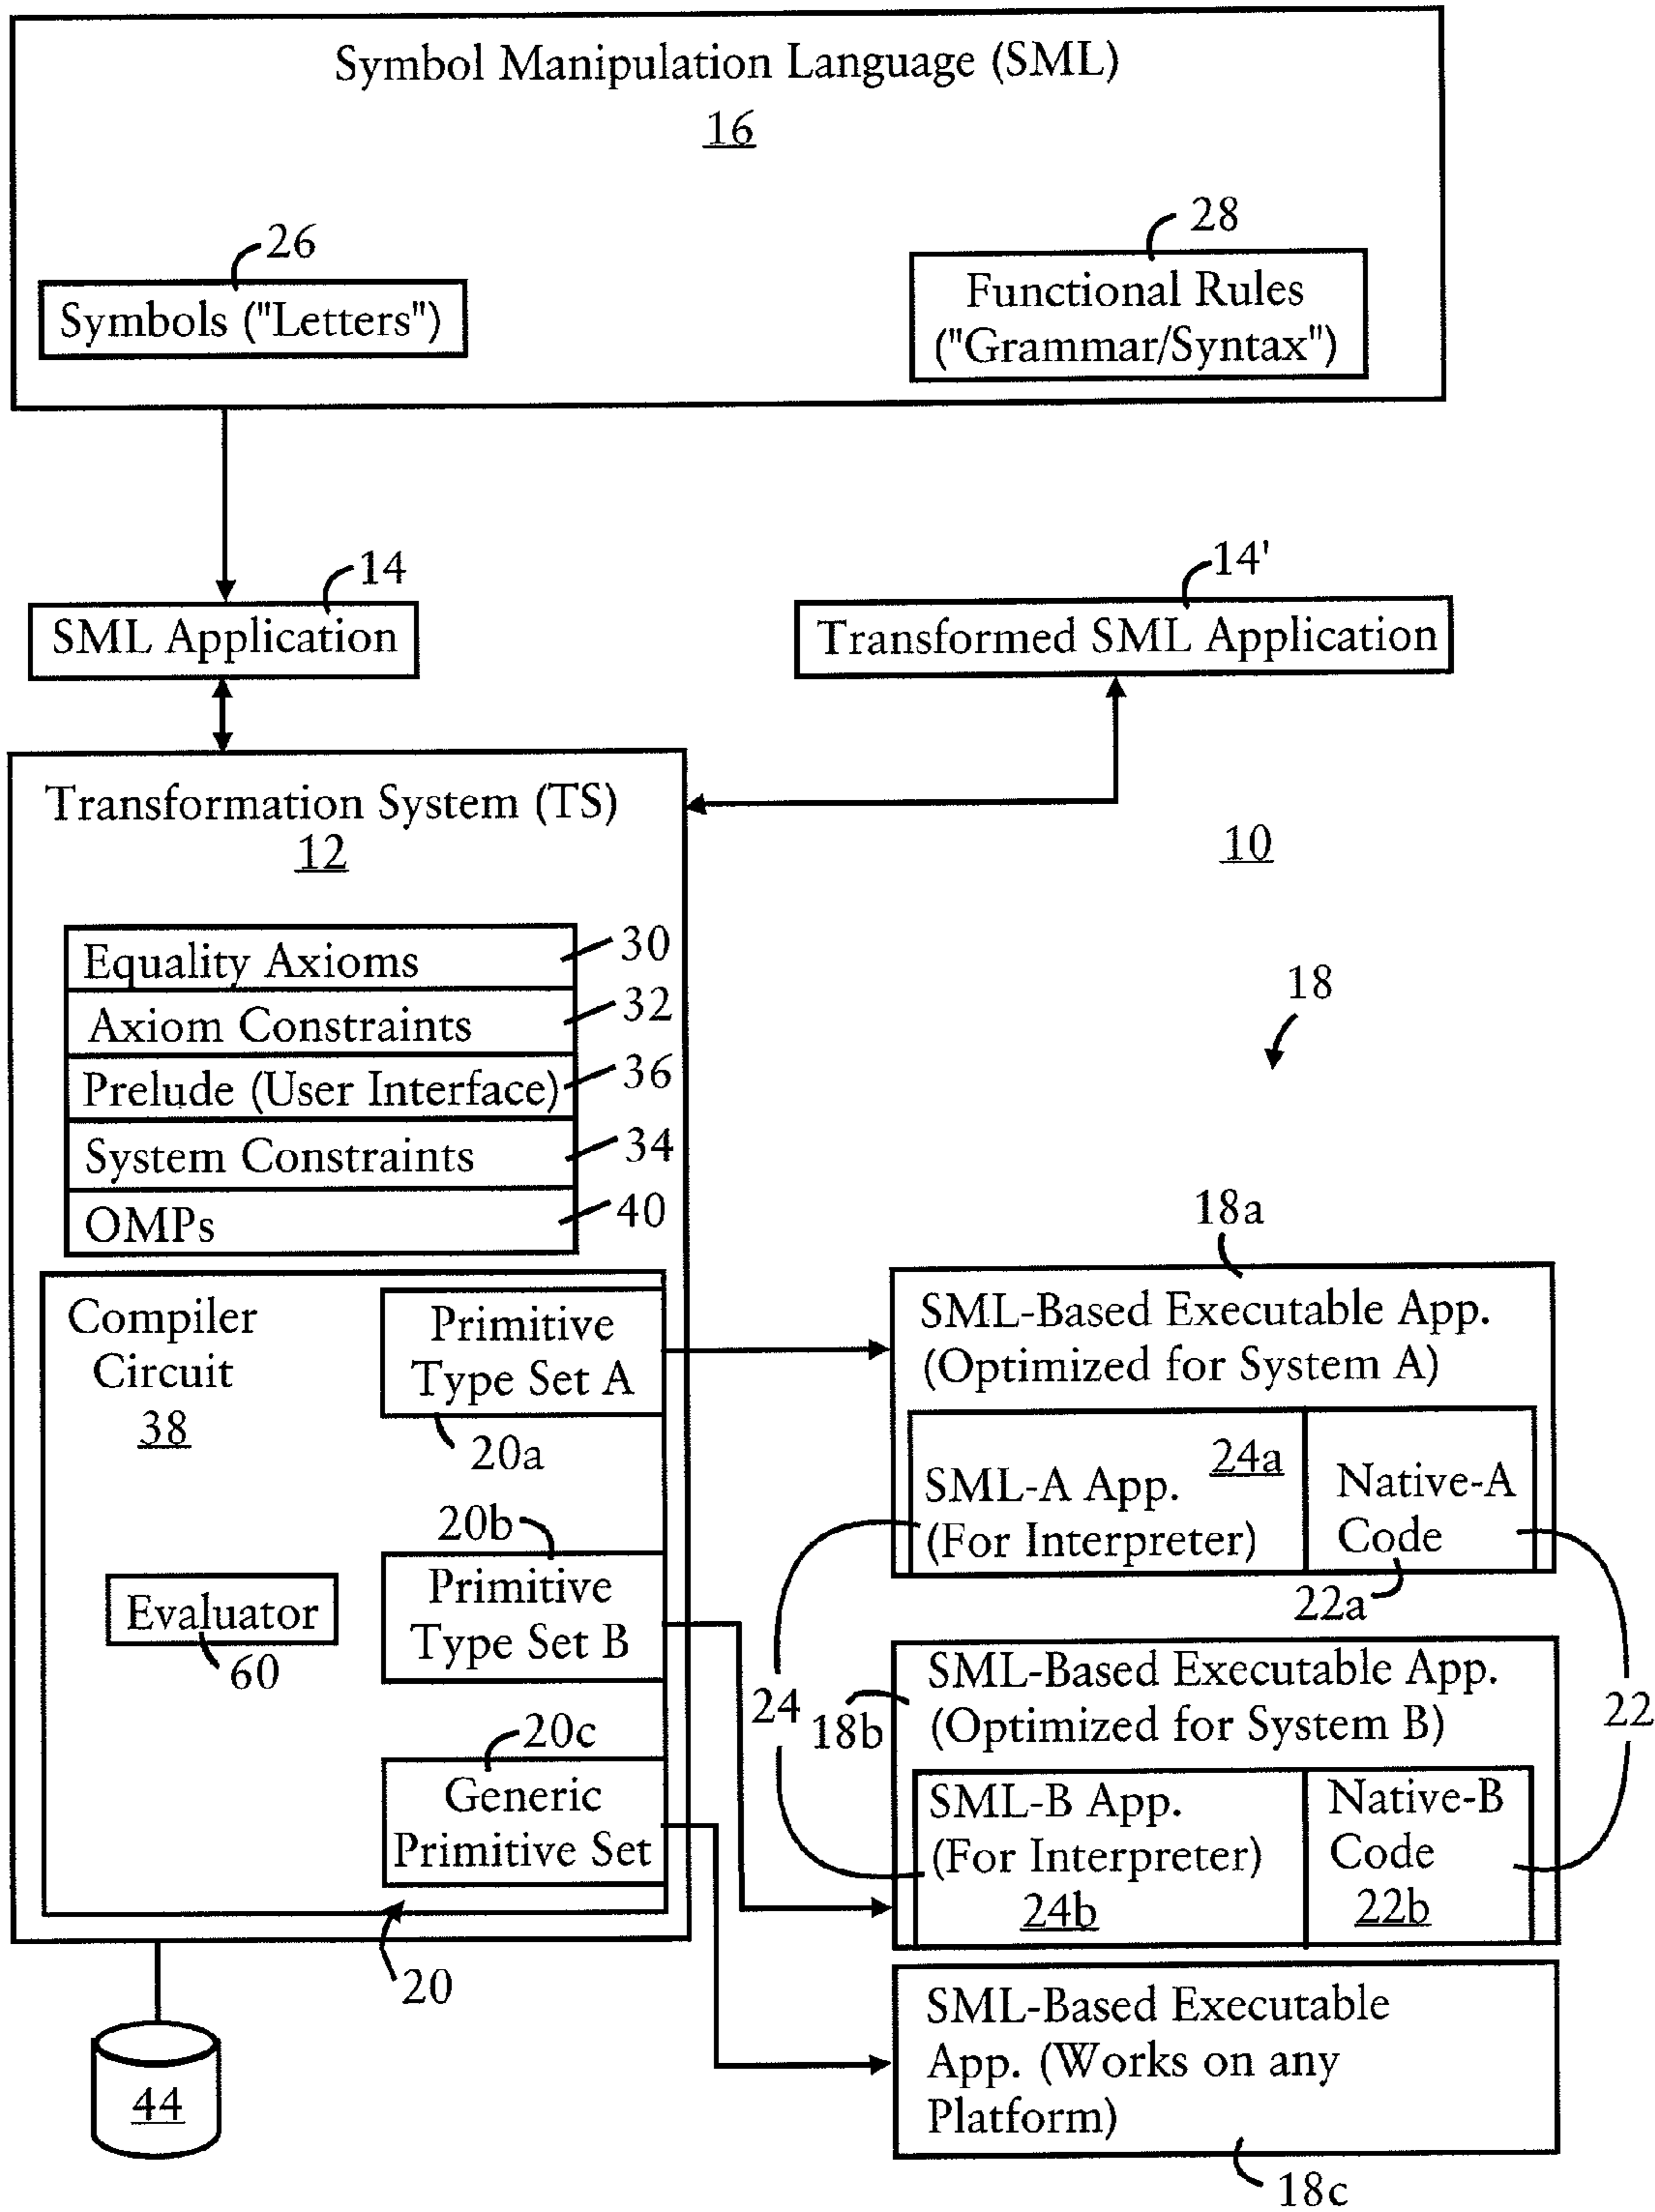 Symbol Manipulation Language (SML)
16
26
28
Symbols ("Letters")
Functional Rules
("Grammar/Syntax")
14
14'
SML Application
Transformed SML Application
Transformation System (TS)
12
10
Equality Axioms
30
Axiom Constraints
32
Prelude (User Interface)
36
System Constraints
34
OMPs
40
18
Compiler
Circuit
38
Primitive
Type Set A
20a
20b
Primitive
Type Set B
Evaluator
60
20c
Generic
Primitive Set
20
44
18a
SML-Based Executable App.
(Optimized for System A)
24a
SML-A App.
(For Interpreter)
Native-A
Code
22a
24
22
18b
SML-Based Executable App.
(Optimized for System B)
SML-B App.
(For Interpreter)
24b
Native-B
Code
22b
SML-Based Executable
App. (Works on any
Platform)
18c